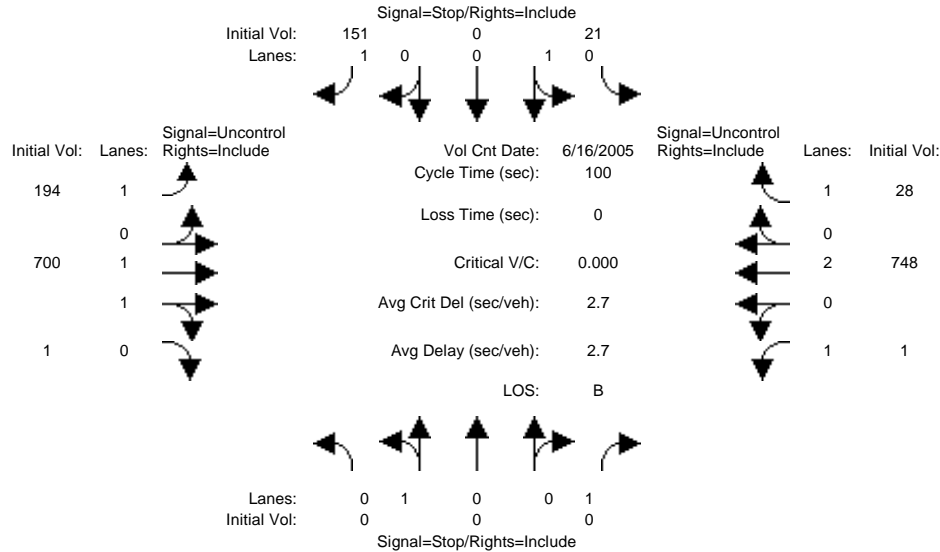 Signal=Stop/Rights=Include
Initial Vol: 151 0 21
Lanes: 1 0 0 1 0
Signal=Uncontrol
Initial Vol: Lanes: Rights=Include
Vol Cnt Date: 6/16/2005
Signal=Uncontrol
Rights=Include Lanes: Initial Vol:
Cycle Time (sec): 100
194 1
1 28
Loss Time (sec): 0
0
0
700 1
Critical V/C: 0.000
2 748
1
Avg Crit Del (sec/veh): 2.7
0
1 0
Avg Delay (sec/veh): 2.7
1 1
LOS: B
Lanes: 0 1 0 0 1
Initial Vol: 0 0 0
Signal=Stop/Rights=Include